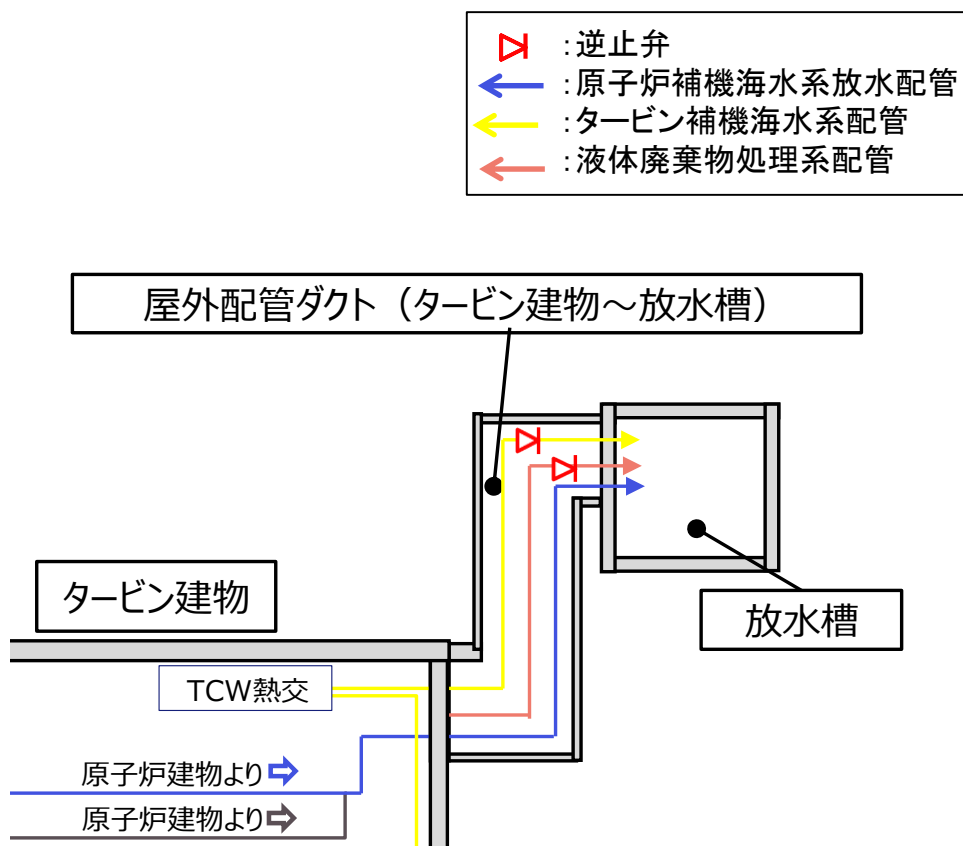 ：逆止弁
：原子炉補機海水系放水配管
：タービン補機海水系配管
：液体廃棄物処理系配管
屋外配管ダクト（タービン建物～放水槽）
タービン建物
放水槽
TCW熱交
原子炉建物より
原子炉建物より